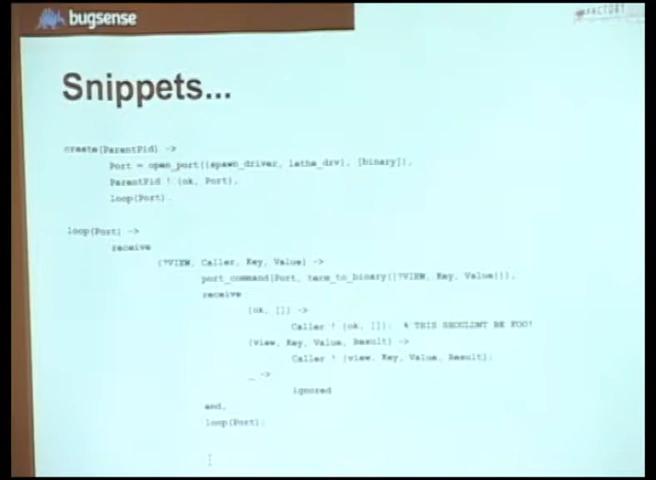 bugsense
FACTORY
Snippets...
create(ParentPid) ->
Port = open_port({spawn_driver, lethe_drv}, [binary]),
ParentPid ! {ok, Port},
loop(Port).
loop(Port) ->
receive
{?VIEW, Caller, Key, Value} ->
port_command(Port, term_to_binary([?VIEW, Key, Value])),
receive
{ok, []} ->
Caller ! {ok, []}; % THIS SHOULDNT BE
{view, Key, Value, Result} ->
Caller ! {view, Key, Value, Result};
_ ->
ignored
end,
loop(Port);